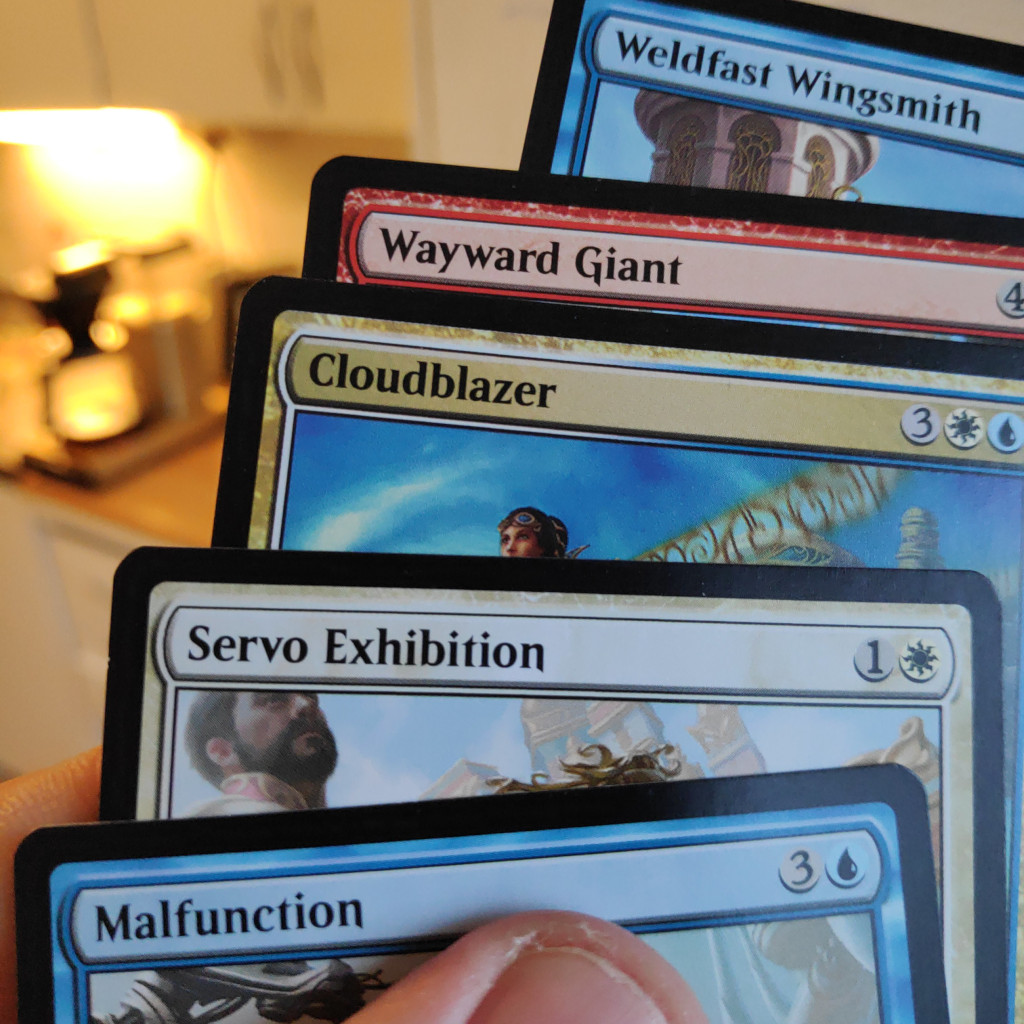 Weldfast Wingsmith
Wayward Giant 4
Cloudblazer 3
Servo Exhibition 1
Malfunction 3